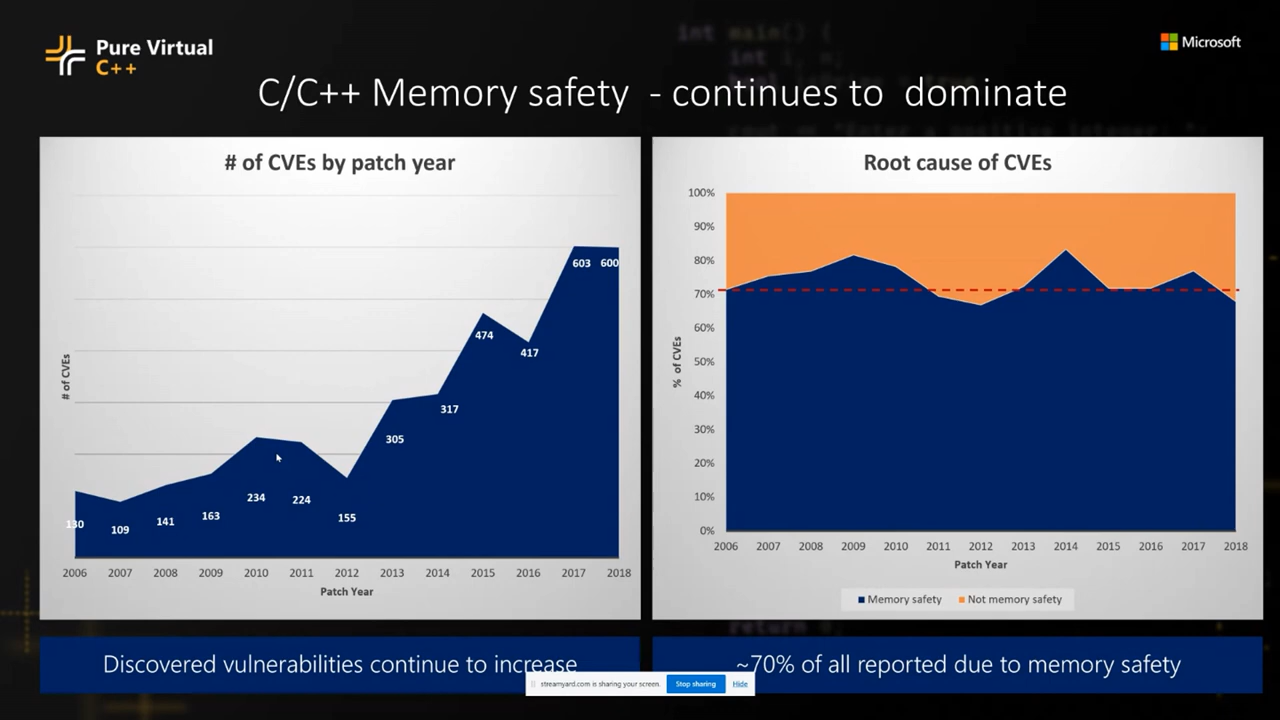 Pure Virtual
C++
Microsoft
int main() {
C/C++ Memory safety - continues to dominate
# of CVEs by patch year
# of CVEs
130
109
141
163
234
224
155
305
317
474
417
603
600
2006 2007 2008 2009 2010 2011 2012 2013 2014 2015 2016 2017 2018
Patch Year
Root cause of CVEs
% of CVEs
100%
90%
80%
70%
60%
50%
40%
30%
20%
10%
0%
2006 2007 2008 2009 2010 2011 2012 2013 2014 2015 2016 2017 2018
Patch Year
Memory safety Not memory safety
Discovered vulnerabilities continue to increase
~70% of all reported due to memory safety
streamyard.com is sharing your screen. Stop sharing Hide